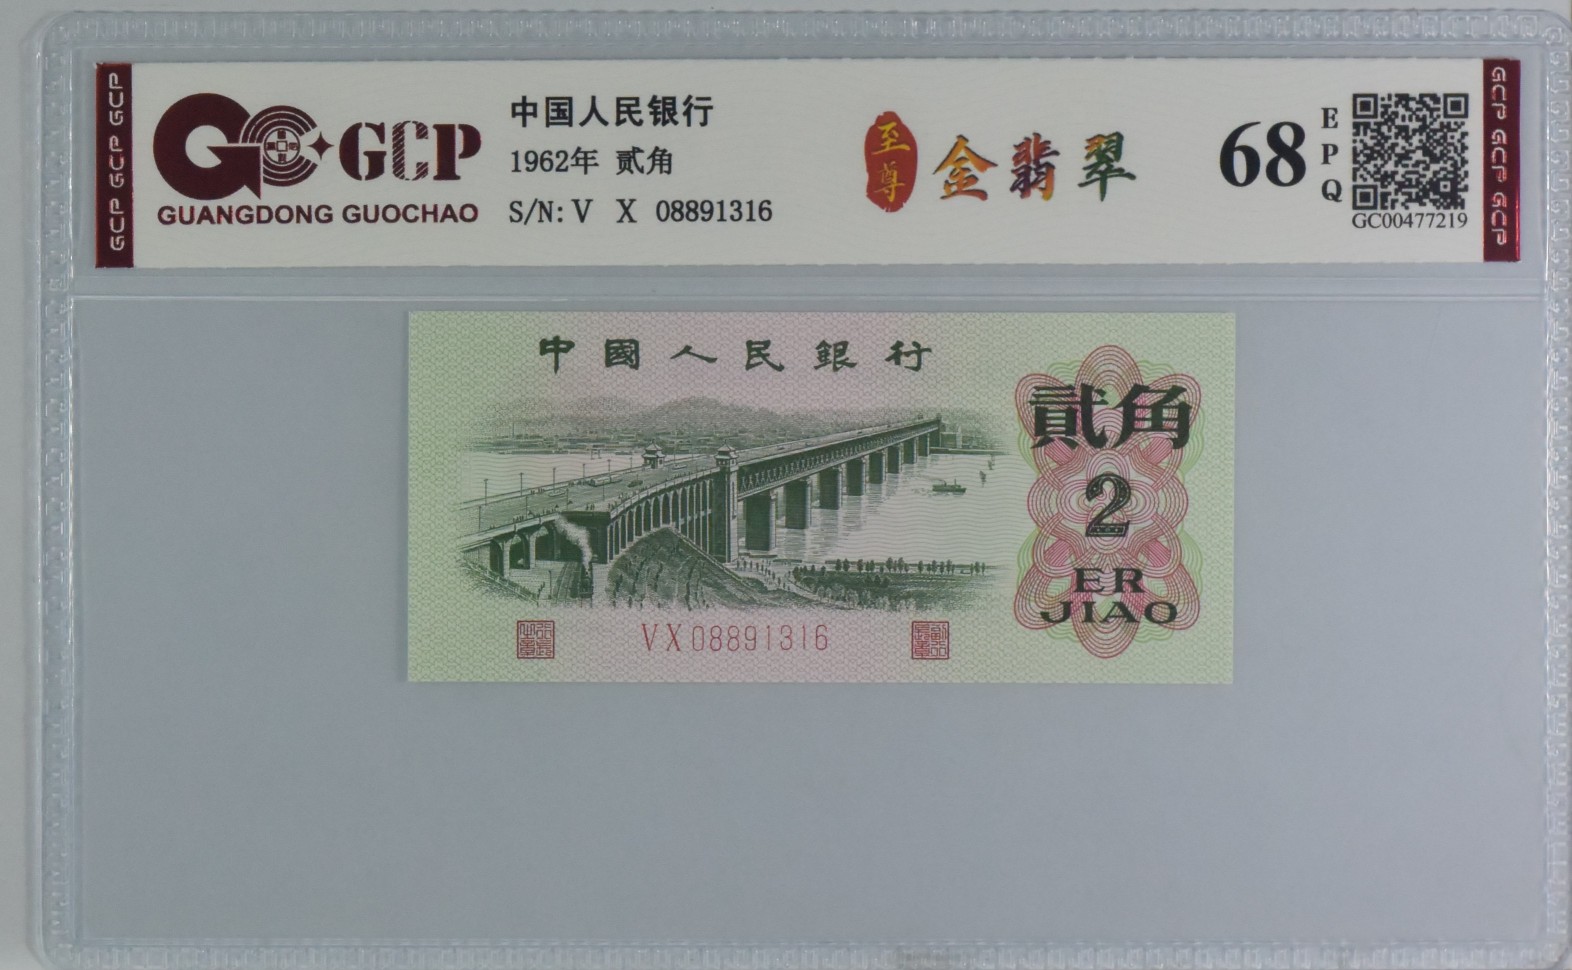 GCP GCP GCP
GCP
GUANGDONG GUOCHAO
中国人民银行
1962年 贰角
S/N: V X 08891316
至尊
金翡翠
68
EPQ
GC00477219
GCP GCP GCP
中國人民銀行
貳角
2
ER
JIAO
VX08891316